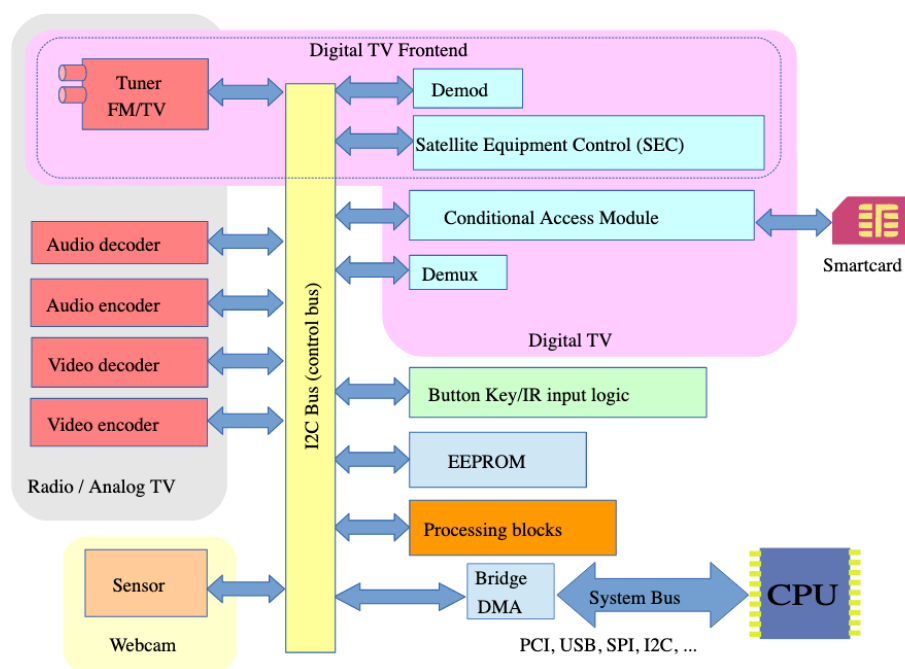 Digital TV Frontend
Tuner
FM/TV
Demod
Satellite Equipment Control (SEC)
Conditional Access Module
Smartcard
Audio decoder
Demux
Audio encoder
I2C Bus (control bus)
Digital TV
Video decoder
Button Key/IR input logic
Video encoder
EEPROM
Radio / Analog TV
Processing blocks
Sensor
Bridge
DMA
System Bus
CPU
Webcam
PCI, USB, SPI, I2C, ...